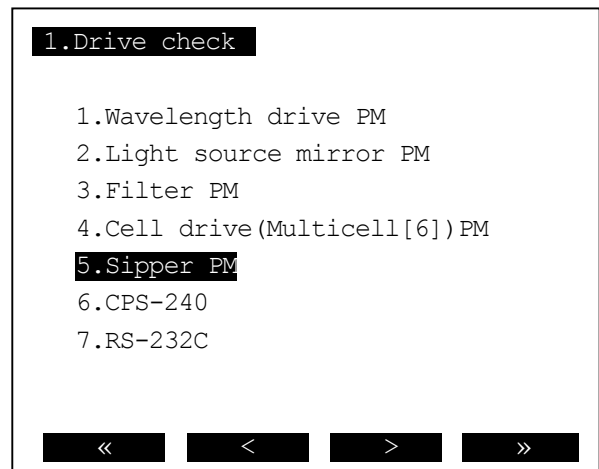 1.Drive check
1.Wavelength drive PM
2.Light source mirror PM
3.Filter PM
4.Cell drive(Multicell[6])PM
5.Sipper PM
6.CPS-240
7.RS-232C
« < > »